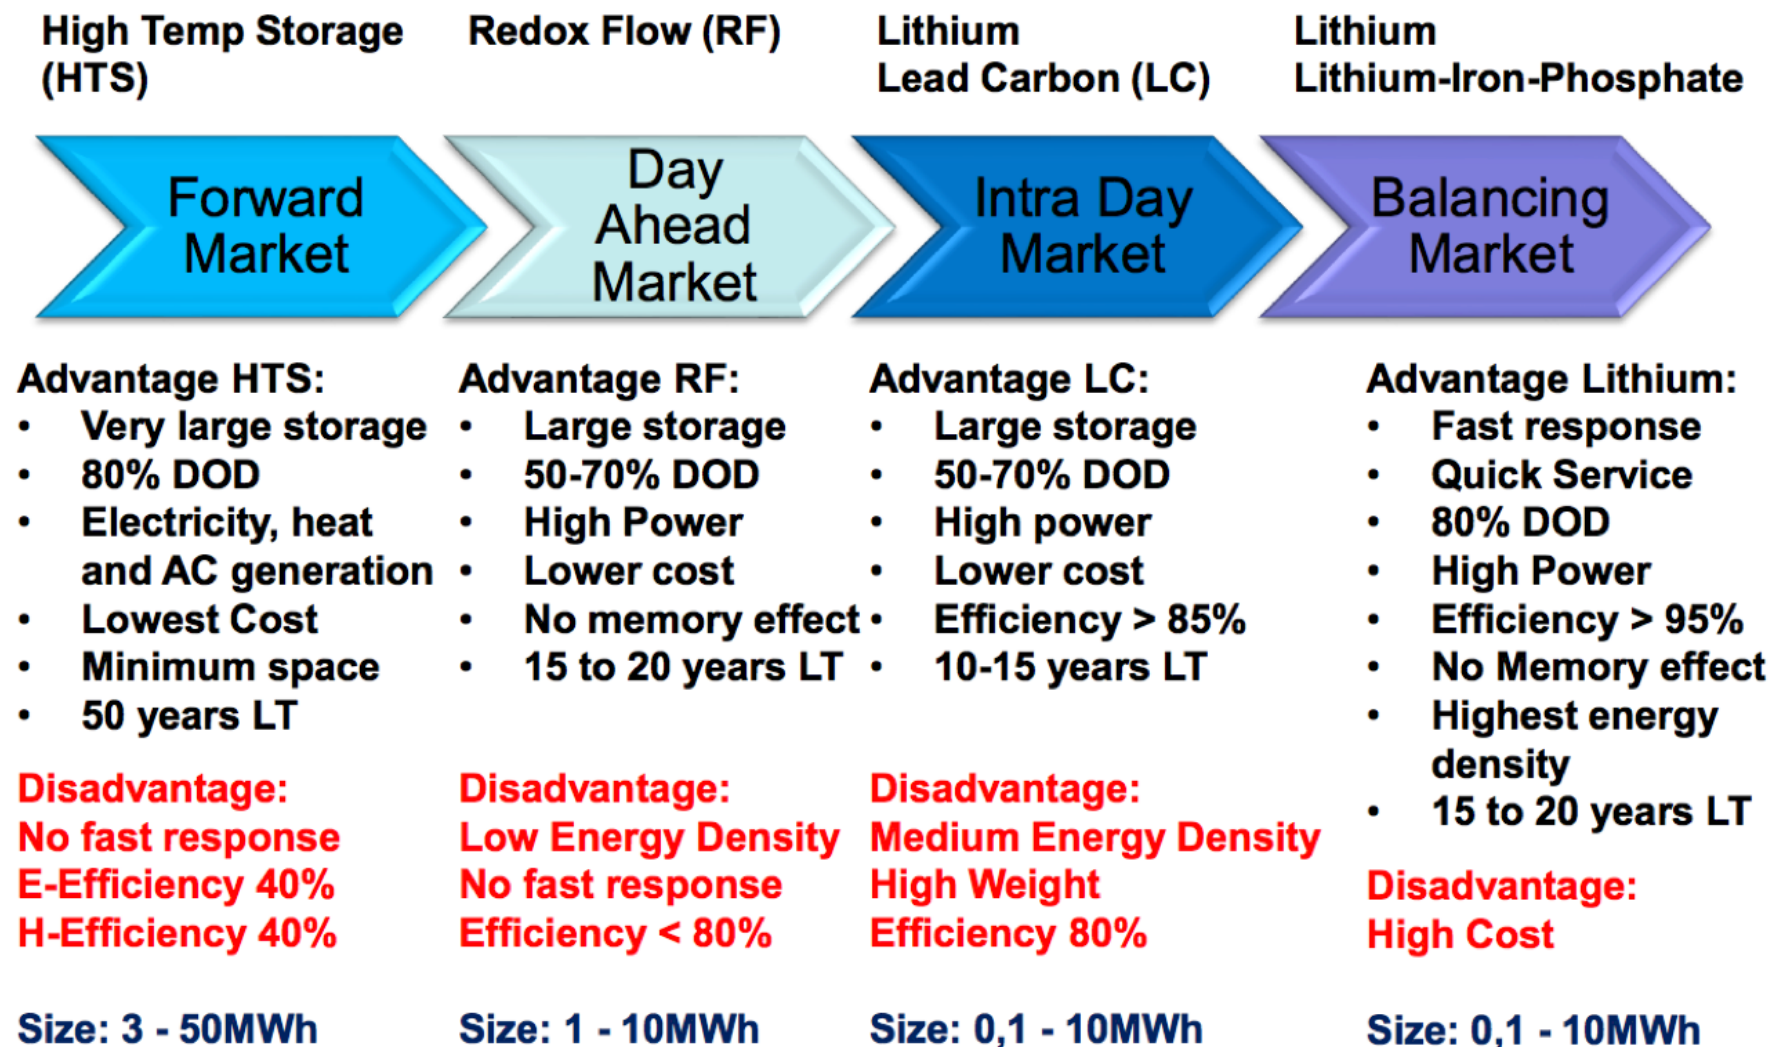 High Temp Storage
(HTS)
Redox Flow (RF)
Lithium
Lead Carbon (LC)
Lithium
Lithium-Iron-Phosphate
Forward
Market
Day
Ahead
Market
Intra Day
Market
Balancing
Market
Advantage HTS:
• Very large storage
• 80% DOD
• Electricity, heat
and AC generation
• Lowest Cost
• Minimum space
• 50 years LT
Disadvantage:
No fast response
E-Efficiency 40%
H-Efficiency 40%
Size: 3 - 50MWh
Advantage RF:
• Large storage
• 50-70% DOD
• High Power
• Lower cost
• No memory effect
• 15 to 20 years LT
Disadvantage:
Low Energy Density
No fast response
Efficiency < 80%
Size: 1 - 10MWh
Advantage LC:
• Large storage
• 50-70% DOD
• High power
• Lower cost
• Efficiency > 85%
• 10-15 years LT
Disadvantage:
Medium Energy Density
High Weight
Efficiency 80%
Size: 0,1 - 10MWh
Advantage Lithium:
• Fast response
• Quick Service
• 80% DOD
• High Power
• Efficiency > 95%
• No Memory effect
• Highest energy
density
• 15 to 20 years LT
Disadvantage:
High Cost
Size: 0,1 - 10MWh